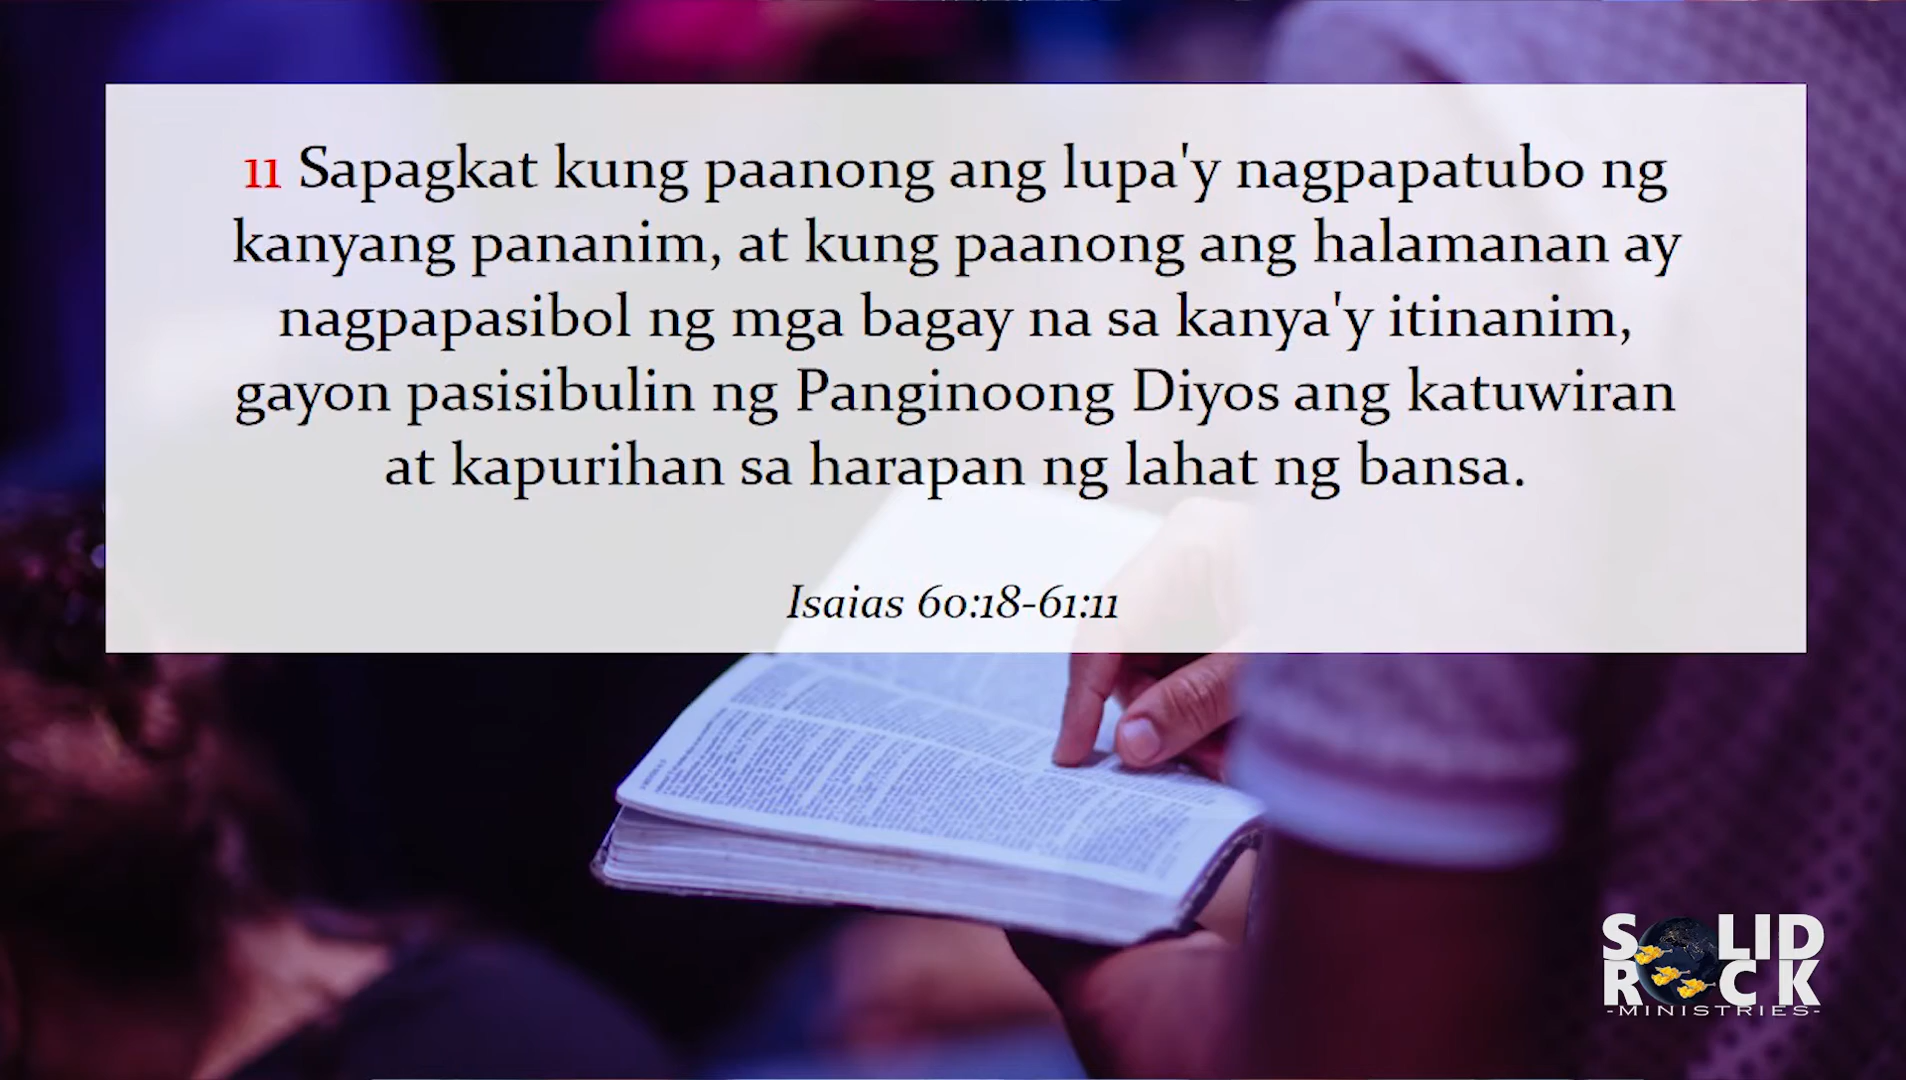 11 Sapagkat kung paanong ang lupa'y nagpapatubo ng
kanyang pananim, at kung paanong ang halamanan ay
nagpapasibol ng mga bagay na sa kanya'y itinanim,
gayon pasisibulin ng Panginoong Diyos ang katuwiran
at kapurihan sa harapan ng lahat ng bansa.
Isaias 60:18-61:11
SOLID
ROCK
-MINISTRIES-